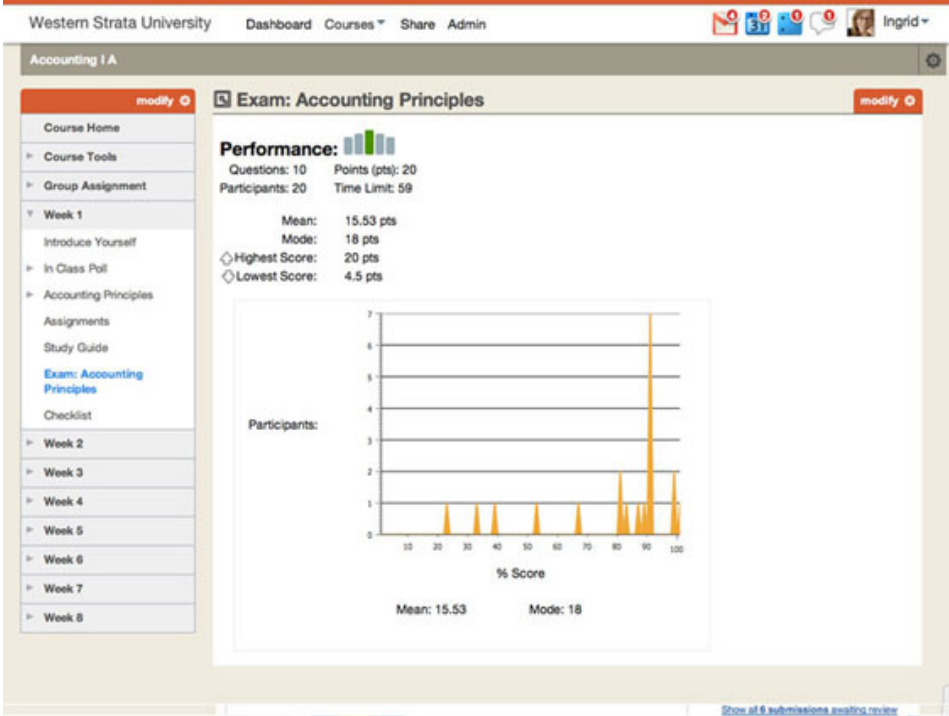 Western Strata University Dashboard Courses Share Admin 4 31 2 1 1 Ingrid
Accounting I A
modify
Course Home
Course Tools
Group Assignment
Week 1
Introduce Yourself
In Class Poll
Accounting Principles
Assignments
Study Guide
Exam: Accounting
Principles
Checklist
Week 2
Week 3
Week 4
Week 5
Week 6
Week 7
Week 8
Exam: Accounting Principles
modify
Performance:
Questions: 10 Points (pts): 20
Participants: 20 Time Limit: 59
Mean: 15.53 pts
Mode: 18 pts
Highest Score: 20 pts
Lowest Score: 4.5 pts
7
6
5
4
Participants:
3
2
1
0
10 20 30 40 50 60 70 80 90 100
% Score
Mean: 15.53 Mode: 18
Show all 6 submissions awaiting review